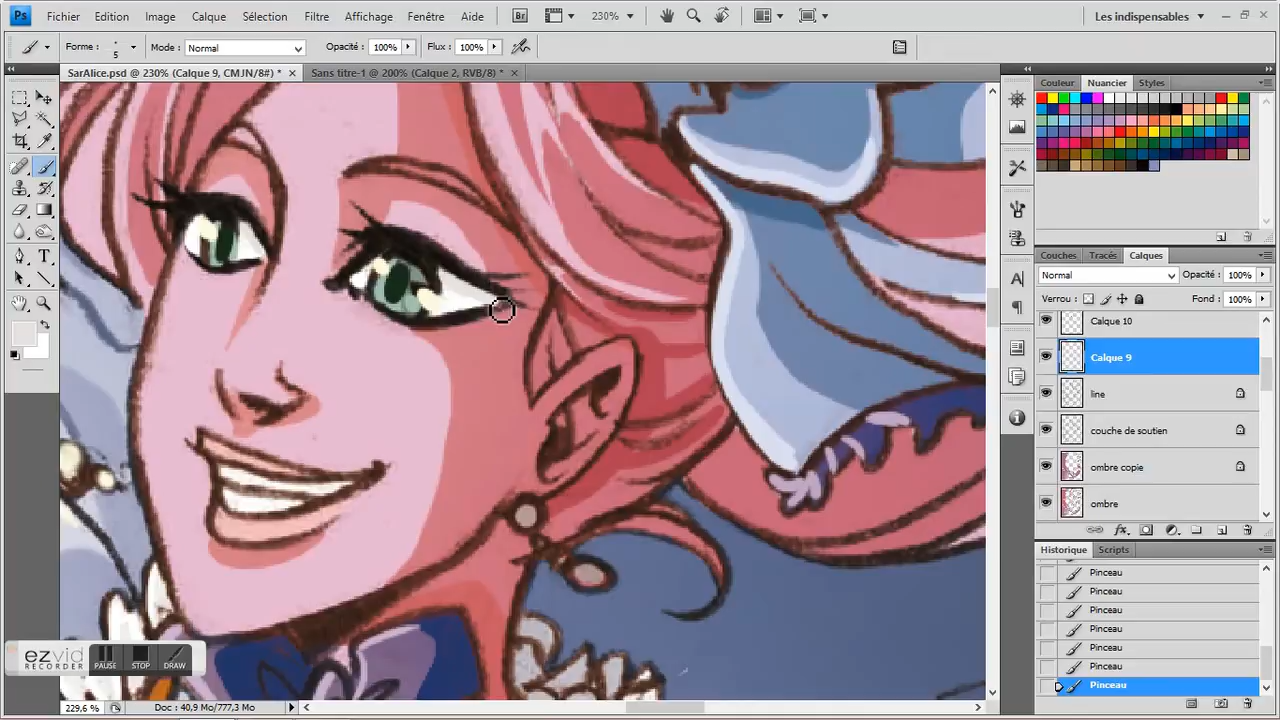 Ps Fichier Edition Image Calque Sélection Filtre Affichage Fenêtre Aide Br 230% Les indispensables
Forme : 5 Mode : Normal Opacité : 100% Flux : 100%
SarAlice.psd @ 230% (Calque 9, CMJN/8#) * × Sans titre-1 @ 200% (Calque 2, RVB/8) * ×
Couleur Nuancier Styles
Couches Tracés Calques
Normal Opacité : 100%
Verrou : Fond : 100%
Calque 10
Calque 9
line
couche de soutien
ombre copie
ombre
Historique Scripts
Pinceau
Pinceau
Pinceau
Pinceau
Pinceau
Pinceau
Pinceau
ezvid
RECORDER
PAUSE STOP DRAW
229,6 % Doc : 40,9 Mo/777,3 Mo